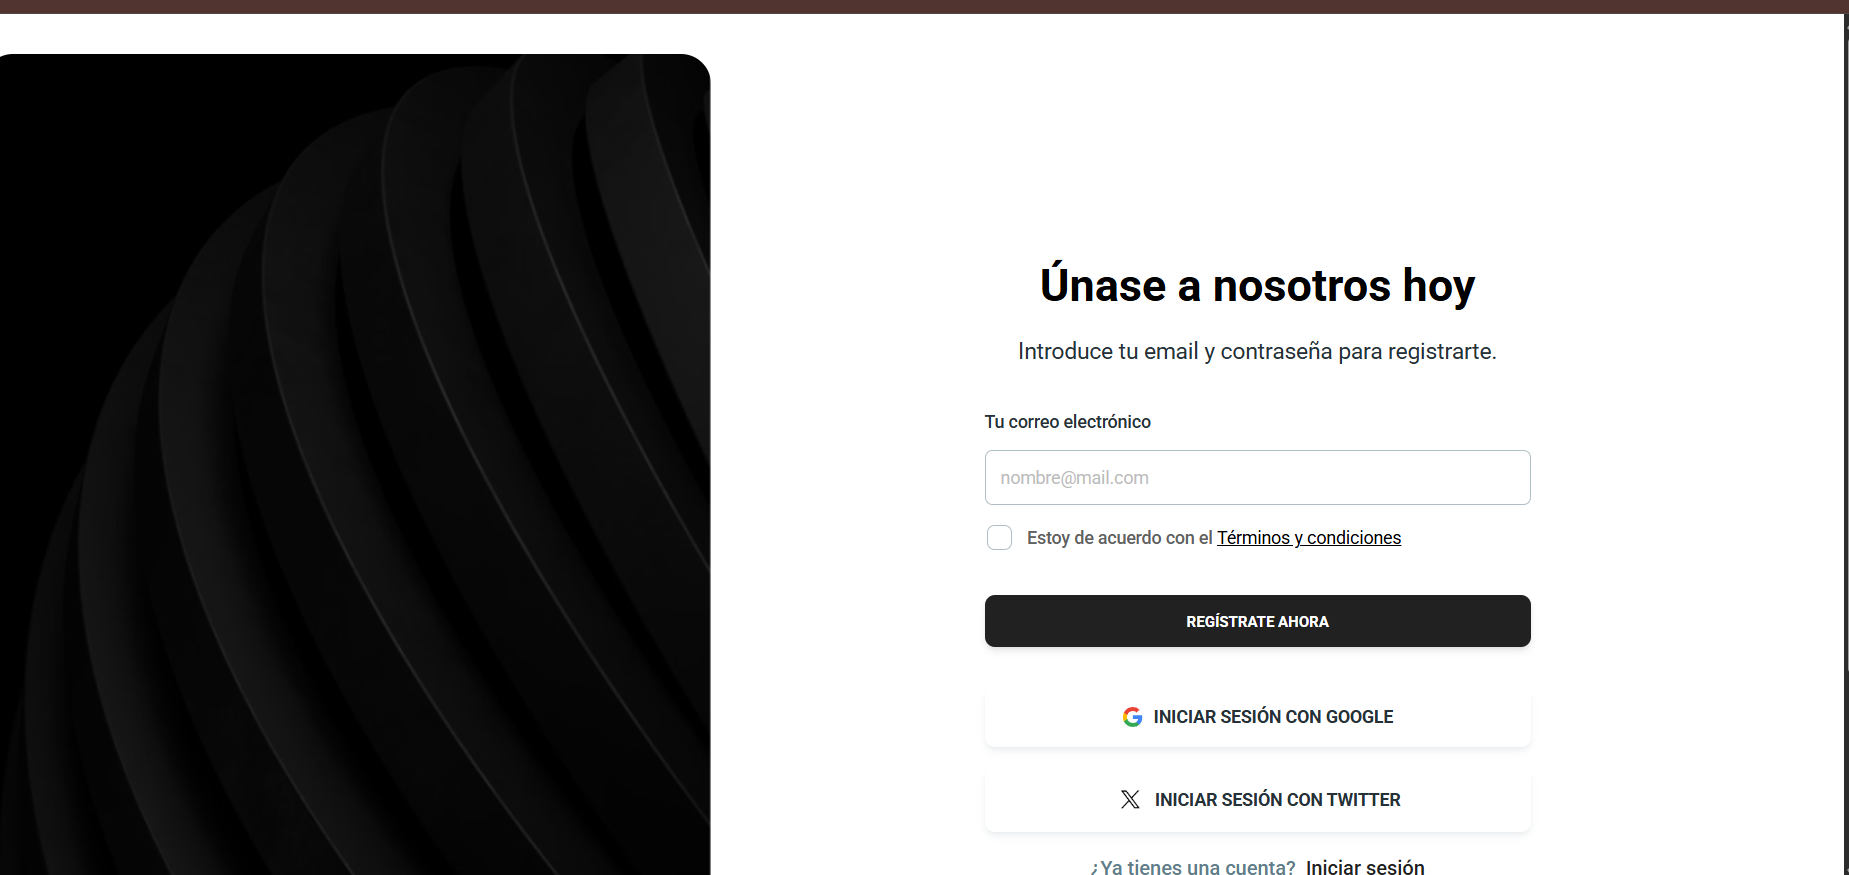 Únase a nosotros hoy
Introduce tu email y contraseña para registrarte.
Tu correo electrónico
nombre@mail.com
Estoy de acuerdo con el Términos y condiciones
REGÍSTRATE AHORA
INICIAR SESIÓN CON GOOGLE
INICIAR SESIÓN CON TWITTER
¿Ya tienes una cuenta? Iniciar sesión